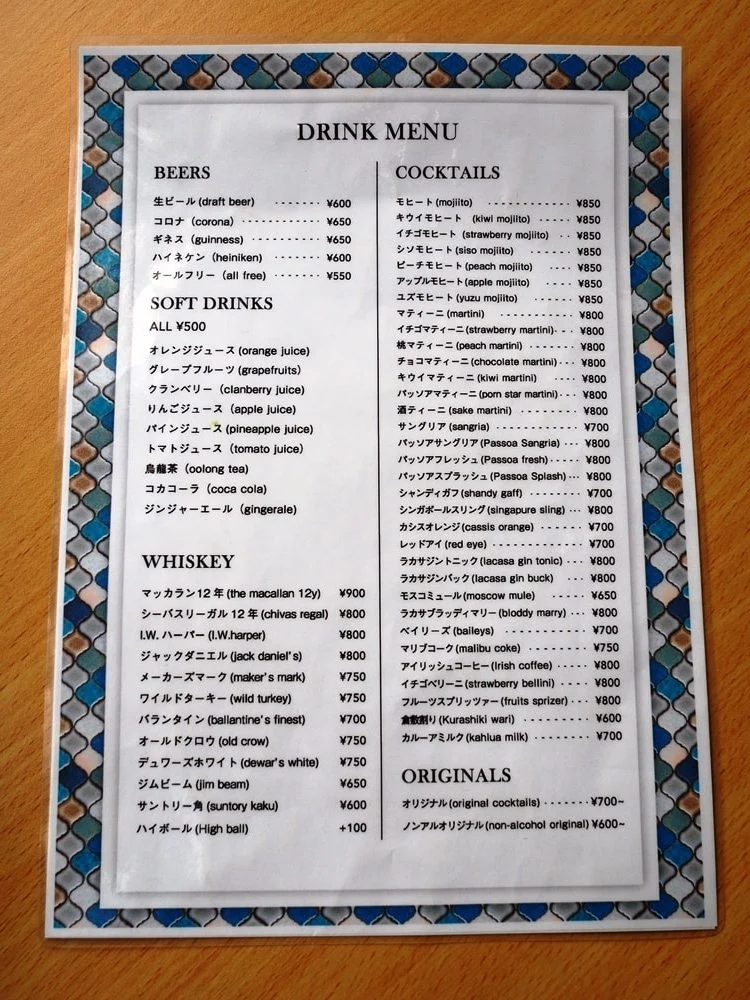 DRINK MENU
BEERS
生ビール (draft beer) ······· ¥600
コロナ (corona) ············ ¥650
ギネス (guinness) ·········· ¥650
ハイネケン (heiniken) ······ ¥600
オールフリー (all free) ······· ¥550
SOFT DRINKS
ALL ¥500
オレンジジュース (orange juice)
グレープフルーツ (grapefruits)
クランベリー (clanberry juice)
りんごジュース (apple juice)
パインジュース (pineapple juice)
トマトジュース (tomato juice)
烏龍茶 (oolong tea)
コカコーラ (coca cola)
ジンジャーエール (gingerale)
WHISKEY
マッカラン12 年 (the macallan 12y) ¥900
シーバスリーガル 12 年 (chivas regal) ¥800
I.W. ハーパー (I.W.harper) ¥800
ジャックダニエル (jack daniel's) ¥800
メーカーズマーク (maker's mark) ¥750
ワイルドターキー (wild turkey) ¥750
バランタイン (ballantine's finest) ¥700
オールドクロウ (old crow) ¥750
デュワーズホワイト (dewar's white) ¥750
ジムビーム (jim beam) ¥650
サントリー角 (suntory kaku) ¥600
ハイボール (High ball) +100
COCKTAILS
モヒート (mojiito) ············ ¥850
キウイモヒート (kiwi mojiito) ····· ¥850
イチゴモヒート (strawberry mojiito) ·· ¥850
シソモヒート (siso mojiito) ········ ¥850
ピーチモヒート (peach mojiito) ····· ¥850
アップルモヒート (apple mojiito) ····· ¥850
ユズモヒート (yuzu mojiito) ······· ¥850
マティーニ (martini) ··········· ¥800
イチゴマティーニ (strawberry martini)·· ¥800
桃マティーニ (peach martini) ······· ¥800
チョコマティーニ (chocolate martini) ··· ¥800
キウイマティーニ (kiwi martini) ····· ¥800
パッソアマティーニ (porn star martini) ·· ¥800
酒ティーニ (sake martini) ········ ¥800
サングリア (sangria) ·········· ¥700
パッソアサングリア (Passoa Sangria) ··· ¥800
パッソアフレッシュ (Passoa fresh) ····· ¥800
パッソアスプラッシュ (Passoa Splash) ··· ¥800
シャンディガフ (shandy gaff) ······· ¥700
シンガポールスリング (singapure sling) ··· ¥800
カシスオレンジ (cassis orange) ······ ¥700
レッドアイ (red eye) ··········· ¥700
ラカサジントニック (lacasa gin tonic) ··· ¥800
ラカサジンバック (lacasa gin buck) ··· ¥800
モスコミュール (moscow mule) ····· ¥650
ラカサブラッディマリー (bloddy marry) ··· ¥800
ベイリーズ (baileys) ·········· ¥700
マリブコーク (malibu coke) ······· ¥750
アイリッシュコーヒー (Irish coffee) ····· ¥800
イチゴベリーニ (strawberry bellini) ···· ¥800
フルーツスプリッツァー (fruits sprizer) ··· ¥800
倉敷割り (Kurashiki wari) ········ ¥600
カルーアミルク (kahlua milk) ······· ¥700
ORIGINALS
オリジナル (original cocktails) ······· ¥700~
ノンアルオリジナル (non-alcohol original) ¥600~